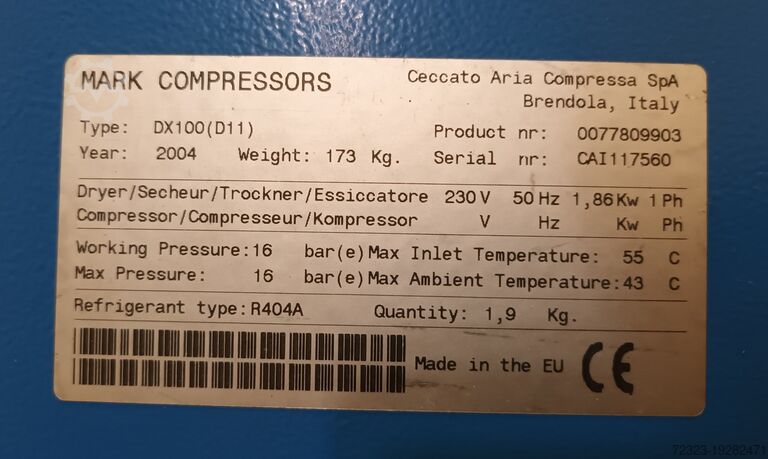 MARK COMPRESSORS
Ceccato Aria Compressa SpA
Brendola, Italy
Type: DX100(D11)
Product nr: 0077809903
Year: 2004 Weight: 173 Kg.
Serial nr: CAI117560
Dryer/Secheur/Trockner/Essiccatore 230 V 50 Hz 1,86 Kw 1 Ph
Compressor/Compresseur/Kompressor V Hz Kw Ph
Working Pressure: 16 bar(e) Max Inlet Temperature: 55 C
Max Pressure: 16 bar(e) Max Ambient Temperature: 43 C
Refrigerant type: R404A Quantity: 1,9 Kg.
Made in the EU CE
72323-19282471